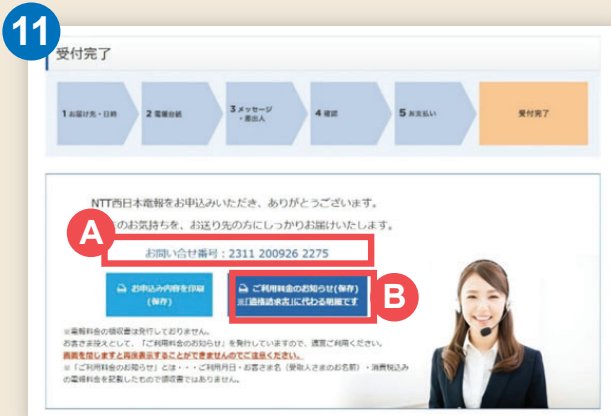 11
受付完了
1 お届け先・日時
2 電報台紙
3 メッセージ
・差出人
4 確認
5 お支払い
受付完了
NTT西日本電報をお申込みいただき、ありがとうございます。
のお気持ちを、お送り先の方にしっかりお届けいたします。
A
お問い合せ番号：2311 200926 2275
お申込み内容を印刷
(保存)
ご利用料金のお知らせ(保存)
※「適格請求書」に代わる明細です
B
※電報料金の領収書は発行しておりません。
お客さま控えとして、「ご利用料金のお知らせ」を発行していますので、適宜ご利用ください。
画面を閉じますと再度表示することができませんのでご注意ください。
※「ご利用料金のお知らせ」とは・・・ご利用月日・お客さま名（受取人さまのお名前）・消費税込み
の電報料金を記載したもので領収書ではありません。